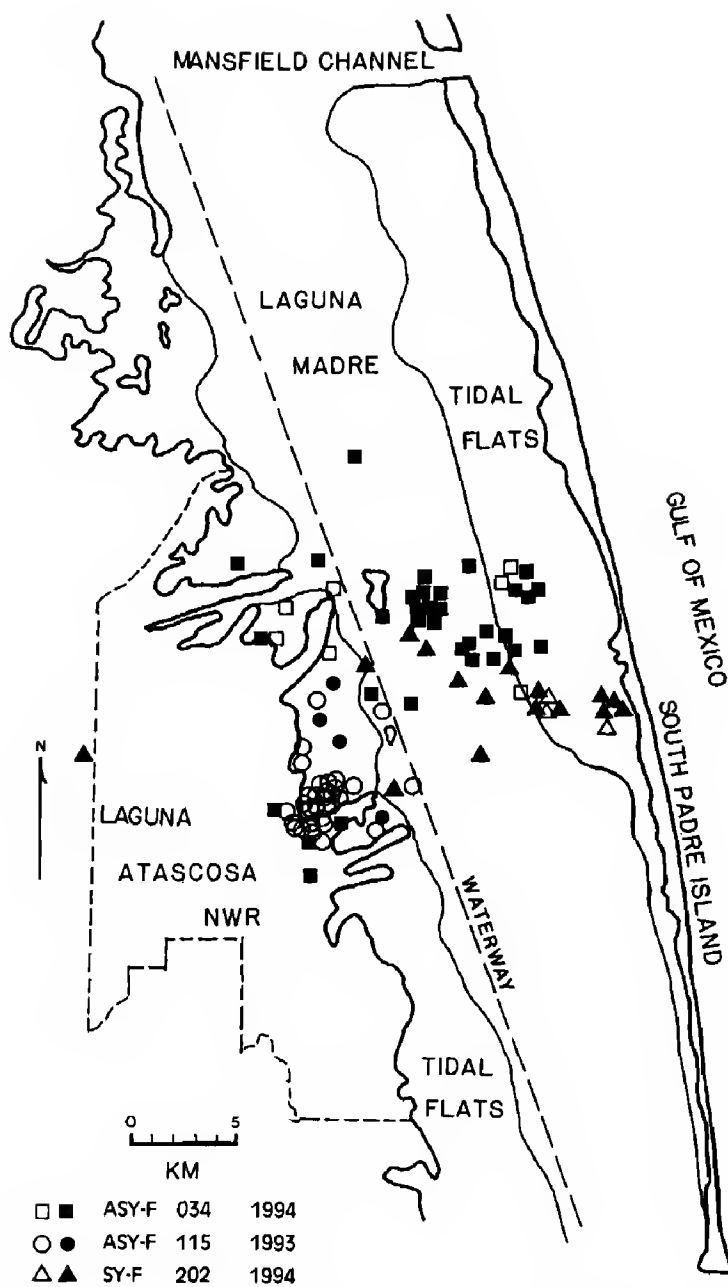 MANSFIELD CHANNEL
LAGUNA
MADRE
TIDAL
FLATS
GULF OF MEXICO
SOUTH PADRE ISLAND
N
LAGUNA
ATASCOSA
NWR
WATERWAY
TIDAL
FLATS
0 5
KM
ASY-F 034 1994
ASY-F 115 1993
SY-F 202 1994